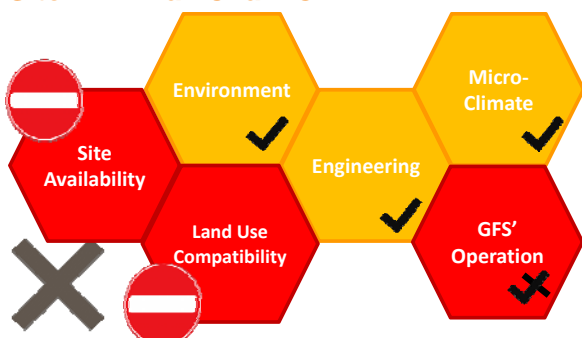 Environment
Micro-
Climate
Site
Availability
Engineering
Land Use
Compatibility
GFS’
Operation